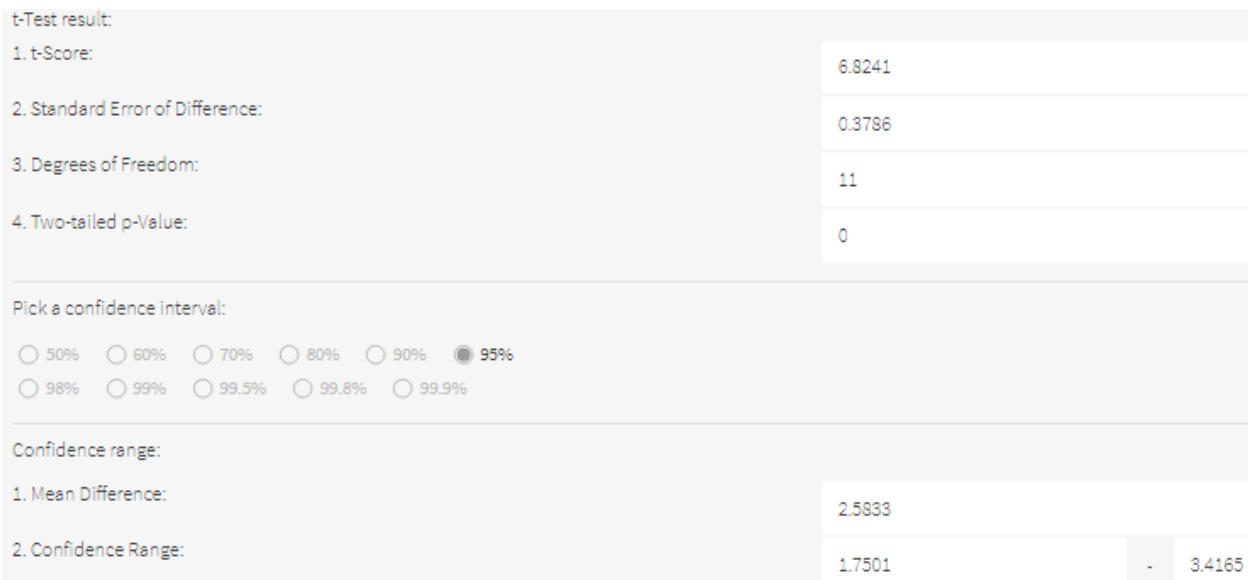 t-Test result:
1. t-Score:
6.8241
2. Standard Error of Difference:
0.3786
3. Degrees of Freedom:
11
4. Two-tailed p-Value:
0
Pick a confidence interval:
50% 60% 70% 80% 90% 95%
98% 99% 99.5% 99.8% 99.9%
Confidence range:
1. Mean Difference:
2.5833
2. Confidence Range:
1.7501 - 3.4165